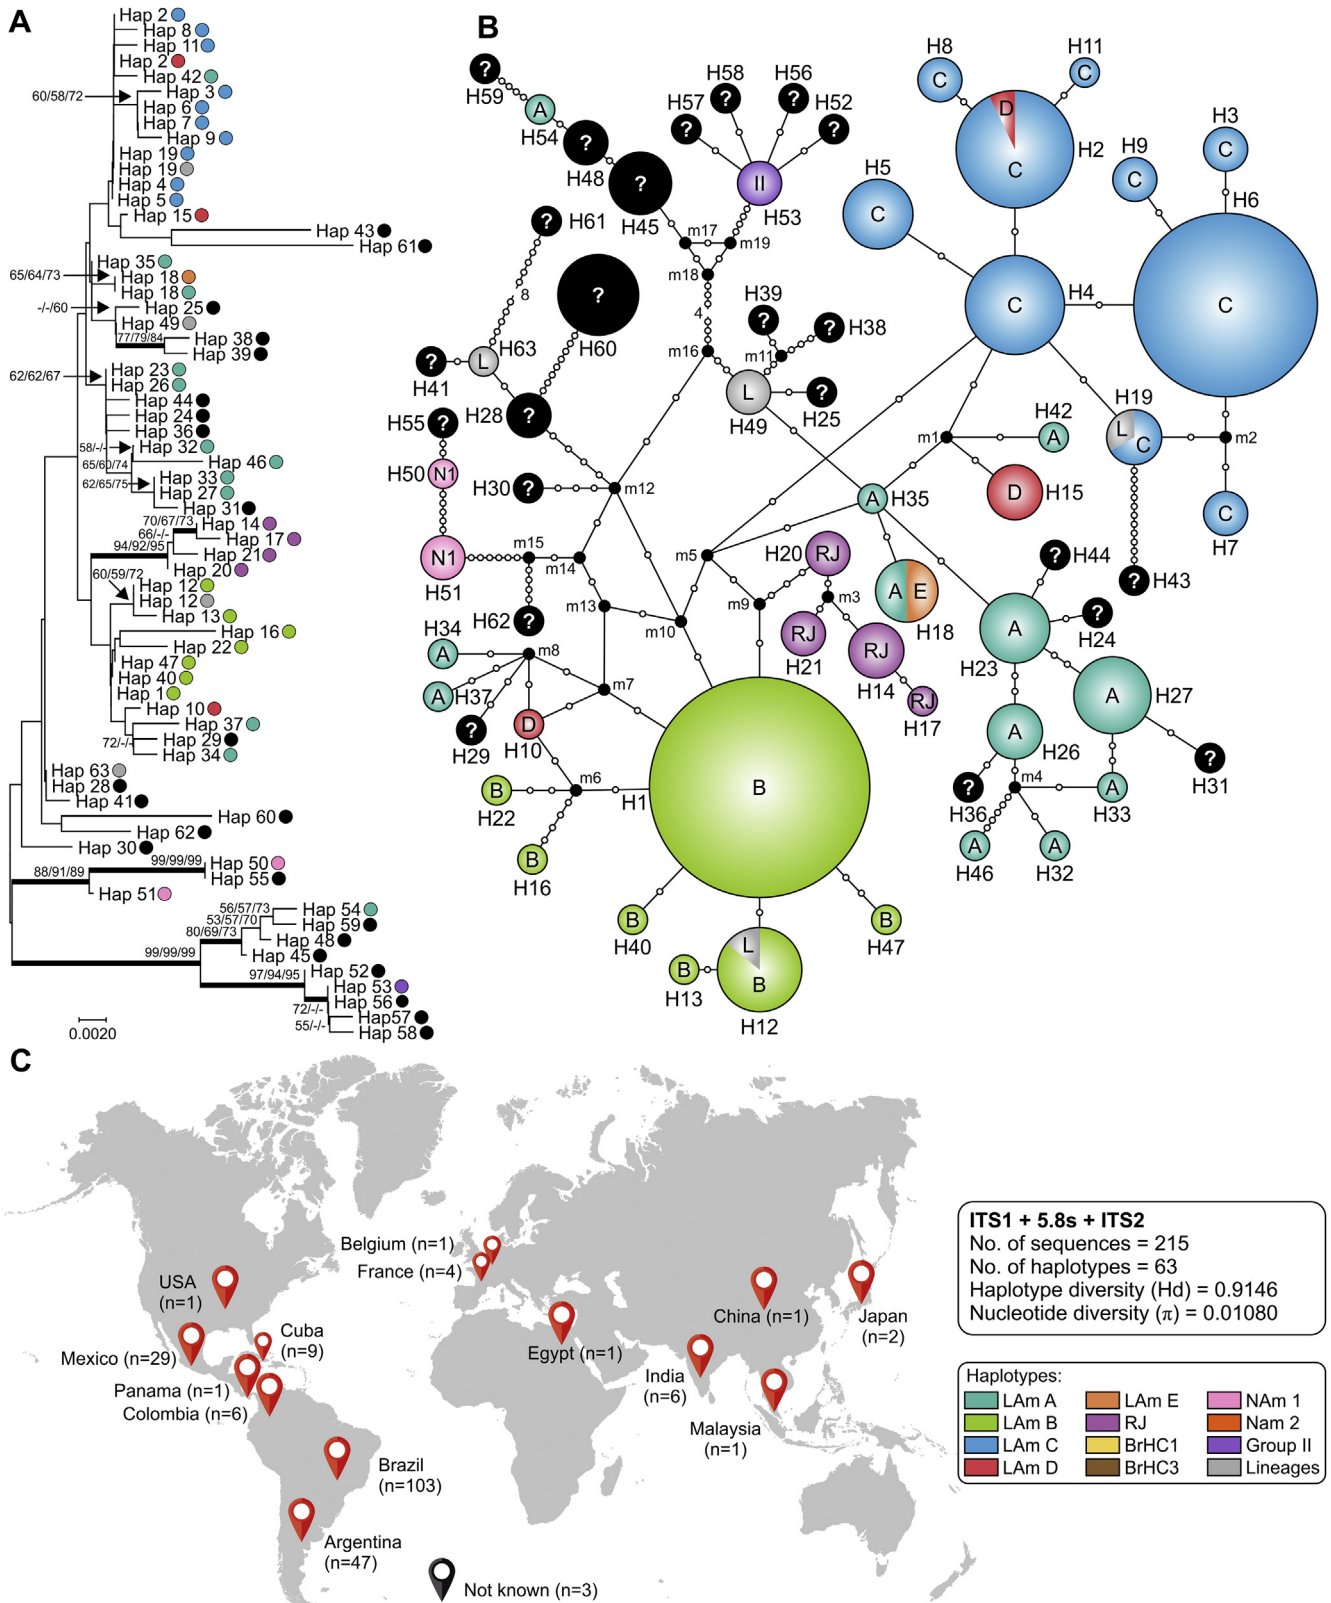 A
Hap 2
Hap 8
Hap 11
Hap 2
Hap 42
60/58/72
Hap 3
Hap 6
Hap 7
Hap 9
Hap 19
Hap 19
Hap 4
Hap 5
Hap 15
Hap 43
Hap 61
Hap 35
65/64/73
Hap 18
Hap 18
-/-/60
Hap 25
Hap 49
77/79/84
Hap 38
Hap 39
62/62/67
Hap 23
Hap 26
Hap 44
Hap 24
Hap 36
58/-/-
Hap 32
65/60/74
Hap 46
62/65/75
Hap 33
Hap 27
Hap 31
70/67/73
Hap 14
66/-/-
Hap 17
94/92/95
Hap 21
Hap 20
60/59/72
Hap 12
Hap 12
Hap 13
Hap 16
Hap 22
Hap 47
Hap 40
Hap 1
Hap 10
Hap 37
72/-/-
Hap 29
Hap 34
Hap 63
Hap 28
Hap 41
Hap 60
Hap 62
Hap 30
99/99/99
Hap 50
88/91/89
Hap 55
Hap 51
56/57/73
Hap 54
53/57/70
Hap 59
80/69/73
Hap 48
99/99/99
Hap 45
97/94/95
Hap 52
Hap 53
Hap 56
72/-/-
Hap57
55/-/-
Hap 58
0.0020
B
? H59
A H54
? H48
? H45
H58 ?
H56 ?
H57 ?
H52 ?
II H53
m17
m19
m18
4
m16
? H61
8
? H60
L H63
? H41
? H28
H39 ?
? H38
m11
L H49
? H25
H8 C
H11 C
D C H2
H5 C
H9 C
H3 C
H6 C
C H4
H19 L C
m2
C H7
? H43
m1
H42 A
D H15
A H35
H55 ?
H50 N1
N1 H51
H30 ?
m12
m15
m14
H62 ?
m13
m10
m5
m9
H20 RJ
m3
RJ H21
RJ H14
RJ H17
A E H18
? H44
? H24
A H23
A H27
? H31
A H26
? H36
m4
A H33
A H46
A H32
H34 A
m8
A H37
? H29
D H10
m7
m6
B H22
B H16
H1 B
B H40
B H47
B H13
L B H12
C
USA
(n=1)
Mexico (n=29)
Cuba
(n=9)
Panama (n=1)
Colombia (n=6)
Brazil
(n=103)
Argentina
(n=47)
Belgium (n=1)
France (n=4)
Egypt (n=1)
India
(n=6)
China (n=1)
Japan
(n=2)
Malaysia
(n=1)
Not known (n=3)
ITS1 + 5.8s + ITS2
No. of sequences = 215
No. of haplotypes = 63
Haplotype diversity (Hd) = 0.9146
Nucleotide diversity (π) = 0.01080
Haplotypes:
LAm A LAm E NAm 1
LAm B RJ Nam 2
LAm C BrHC1 Group II
LAm D BrHC3 Lineages